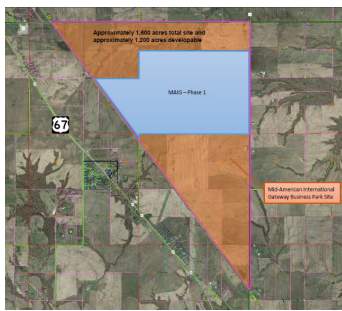 Approximately 1,600 acres total site and
approximately 1,200 acres developable
MAIG – Phase 1
67
Mid-American International
Gateway Business Park Site